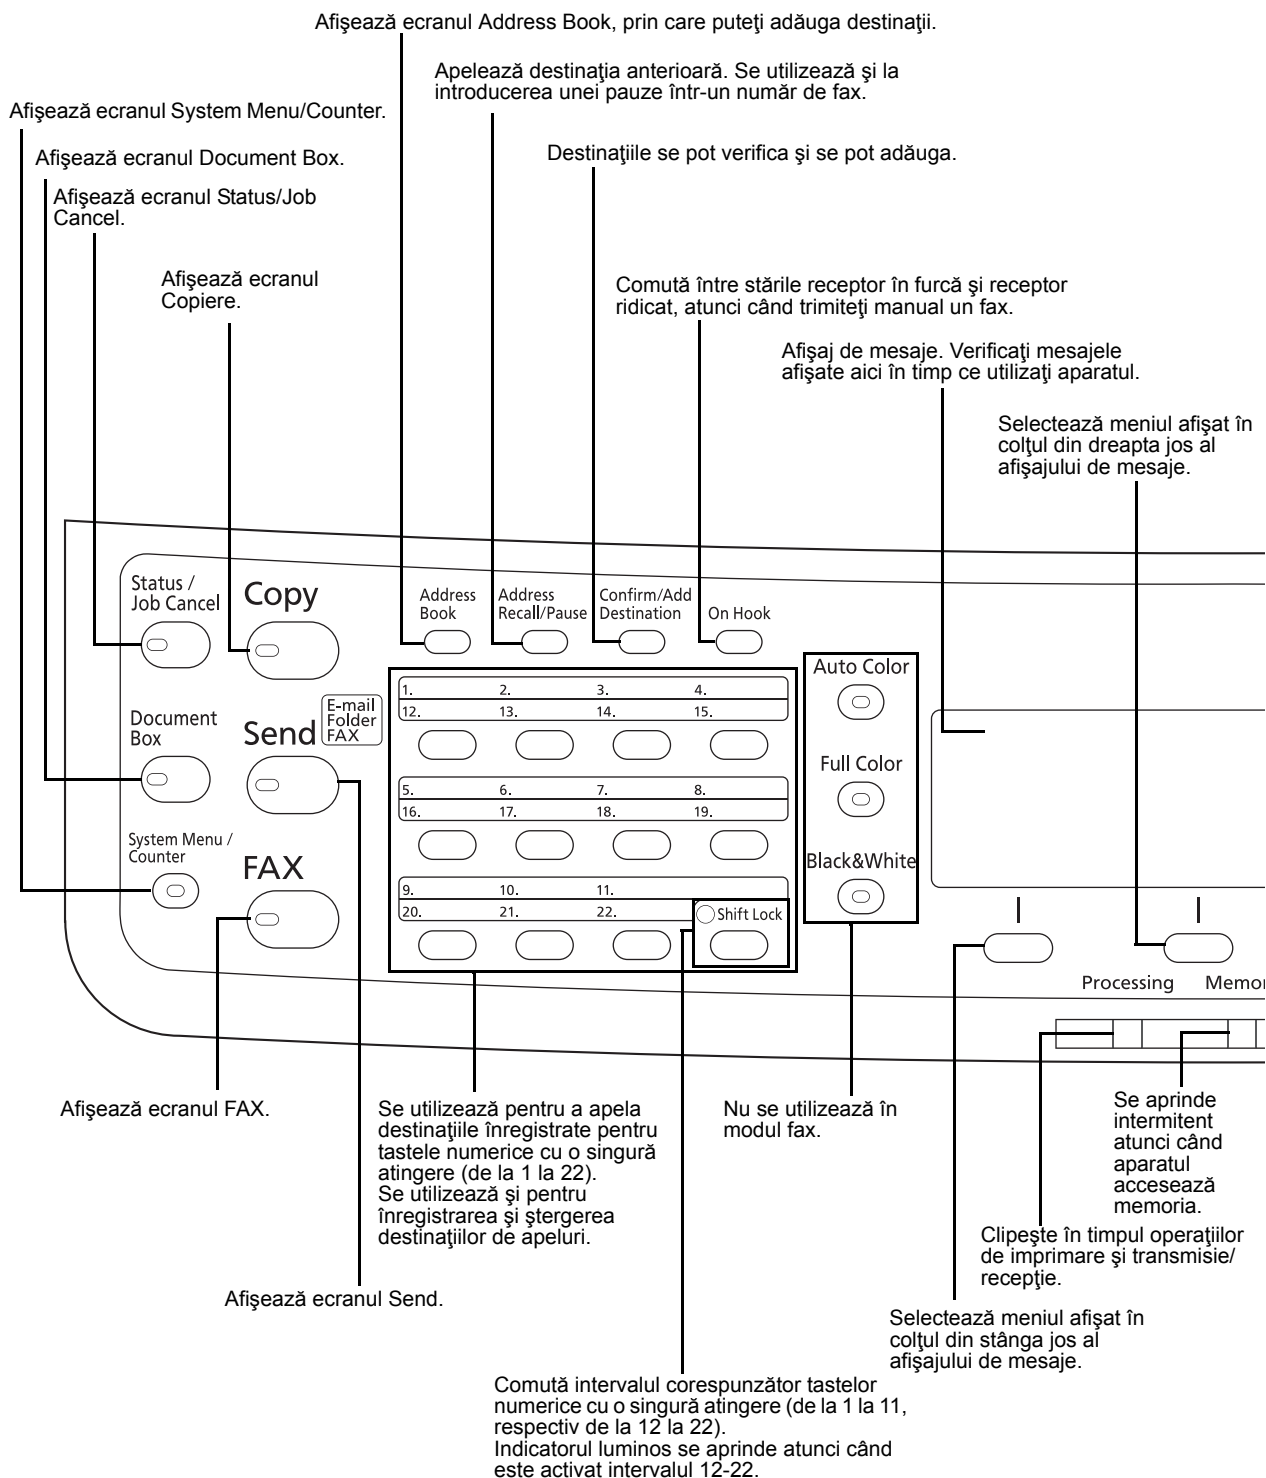 Afişează ecranul Address Book, prin care puteţi adăuga destinaţii.
Apelează destinaţia anterioară. Se utilizează şi la
introducerea unei pauze într-un număr de fax.
Afişează ecranul System Menu/Counter.
Afişează ecranul Document Box.
Destinaţiile se pot verifica şi se pot adăuga.
Afişează ecranul Status/Job
Cancel.
Afişează ecranul
Copiere.
Comută între stările receptor în furcă şi receptor
ridicat, atunci când trimiteţi manual un fax.
Afişaj de mesaje. Verificaţi mesajele
afişate aici în timp ce utilizaţi aparatul.
Selectează meniul afişat în
colţul din dreapta jos al
afişajului de mesaje.
Status /
Job Cancel
Copy
Address
Book
Address
Recall/Pause
Confirm/Add
Destination
On Hook
Auto Color
1. 2. 3. 4.
12. 13. 14. 15.
Document
Box
Send
E-mail
Folder
FAX
Full Color
5. 6. 7. 8.
16. 17. 18. 19.
System Menu /
Counter
FAX
Black&White
9. 10. 11.
20. 21. 22.
Shift Lock
Processing
Memor
Afişează ecranul FAX.
Se utilizează pentru a apela
destinaţiile înregistrate pentru
tastele numerice cu o singură
atingere (de la 1 la 22).
Se utilizează şi pentru
înregistrarea şi ştergerea
destinaţiilor de apeluri.
Nu se utilizează în
modul fax.
Se aprinde
intermitent
atunci când
aparatul
accesează
memoria.
Clipeşte în timpul operaţiilor
de imprimare şi transmisie/
recepţie.
Afişează ecranul Send.
Selectează meniul afişat în
colţul din stânga jos al
afişajului de mesaje.
Comută intervalul corespunzător tastelor
numerice cu o singură atingere (de la 1 la 11,
respectiv de la 12 la 22).
Indicatorul luminos se aprinde atunci când
este activat intervalul 12-22.